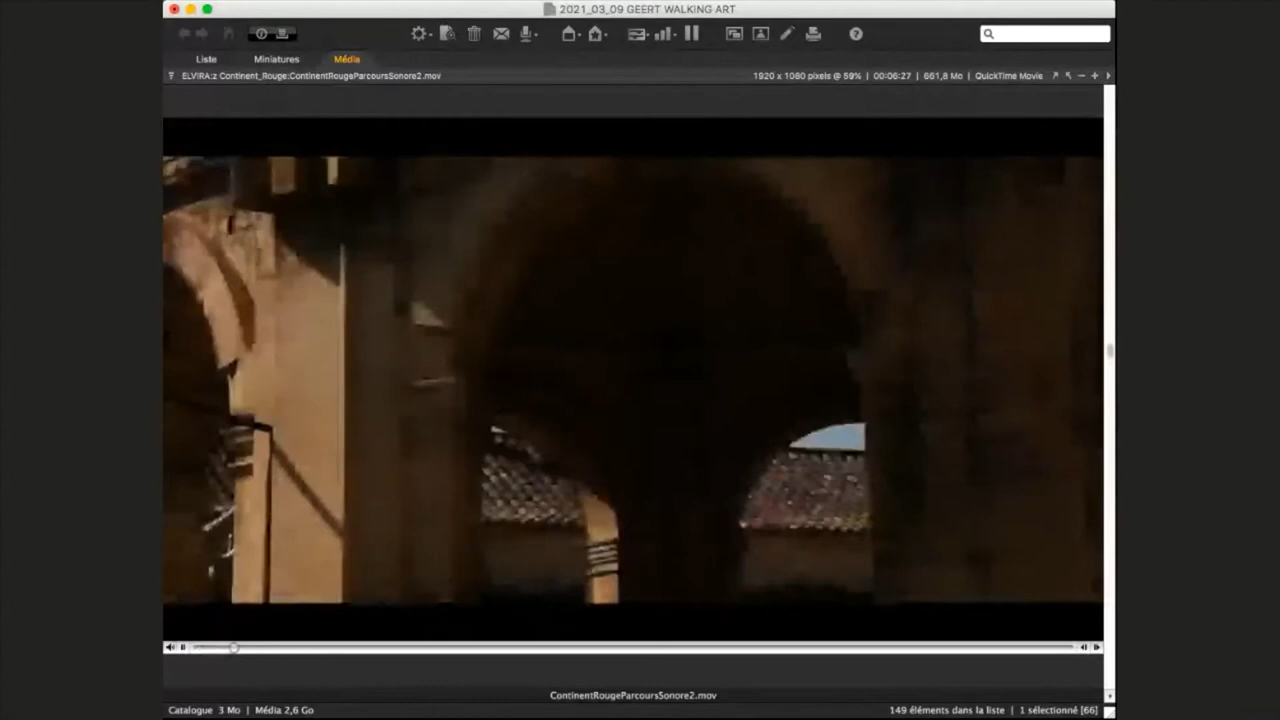 2021_03_09 GEERT WALKING ART
Liste Miniatures Média
ELVIRA:z Continent_Rouge:ContinentRougeParcoursSonore2.mov 1920 x 1080 pixels @ 59% | 00:06:27 | 661,8 Mo | QuickTime Movie
ContinentRougeParcoursSonore2.mov
Catalogue 3 Mo | Média 2,6 Go 149 éléments dans la liste | 1 sélectionné [66]